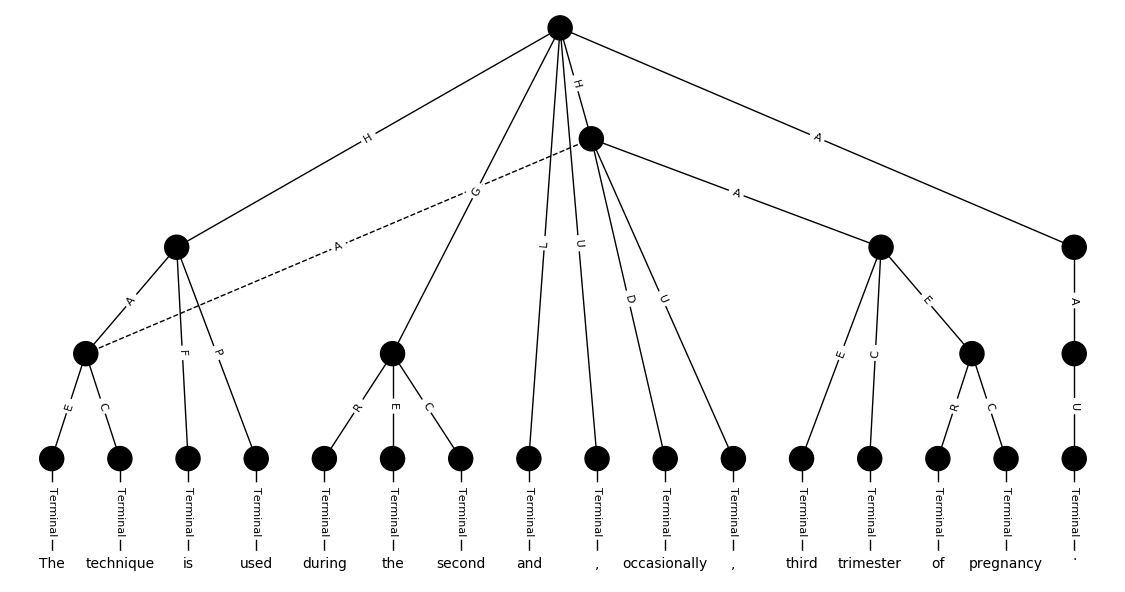 H
H
A
G
A
A
L
U
D
U
A
F
P
E
C
E
A
E
C
R
E
C
R
C
U
Terminal Terminal Terminal Terminal Terminal Terminal Terminal Terminal Terminal Terminal Terminal Terminal Terminal Terminal Terminal Terminal
The technique is used during the second and , occasionally , third trimester of pregnancy .